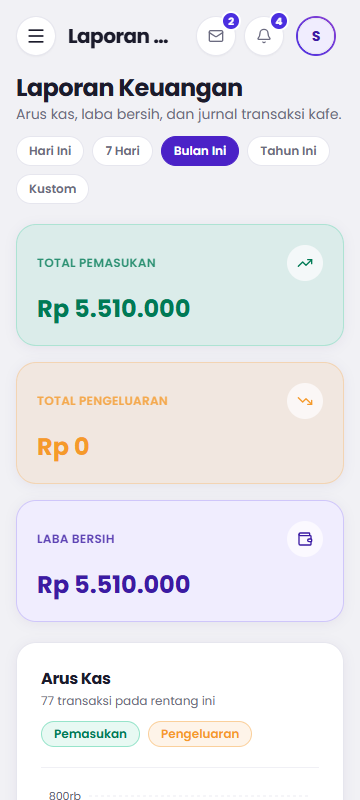 Laporan ...
2
4
S
Laporan Keuangan
Arus kas, laba bersih, dan jurnal transaksi kafe.
Hari Ini
7 Hari
Bulan Ini
Tahun Ini
Kustom
TOTAL PEMASUKAN
Rp 5.510.000
TOTAL PENGELUARAN
Rp 0
LABA BERSIH
Rp 5.510.000
Arus Kas
77 transaksi pada rentang ini
Pemasukan
Pengeluaran
800rb